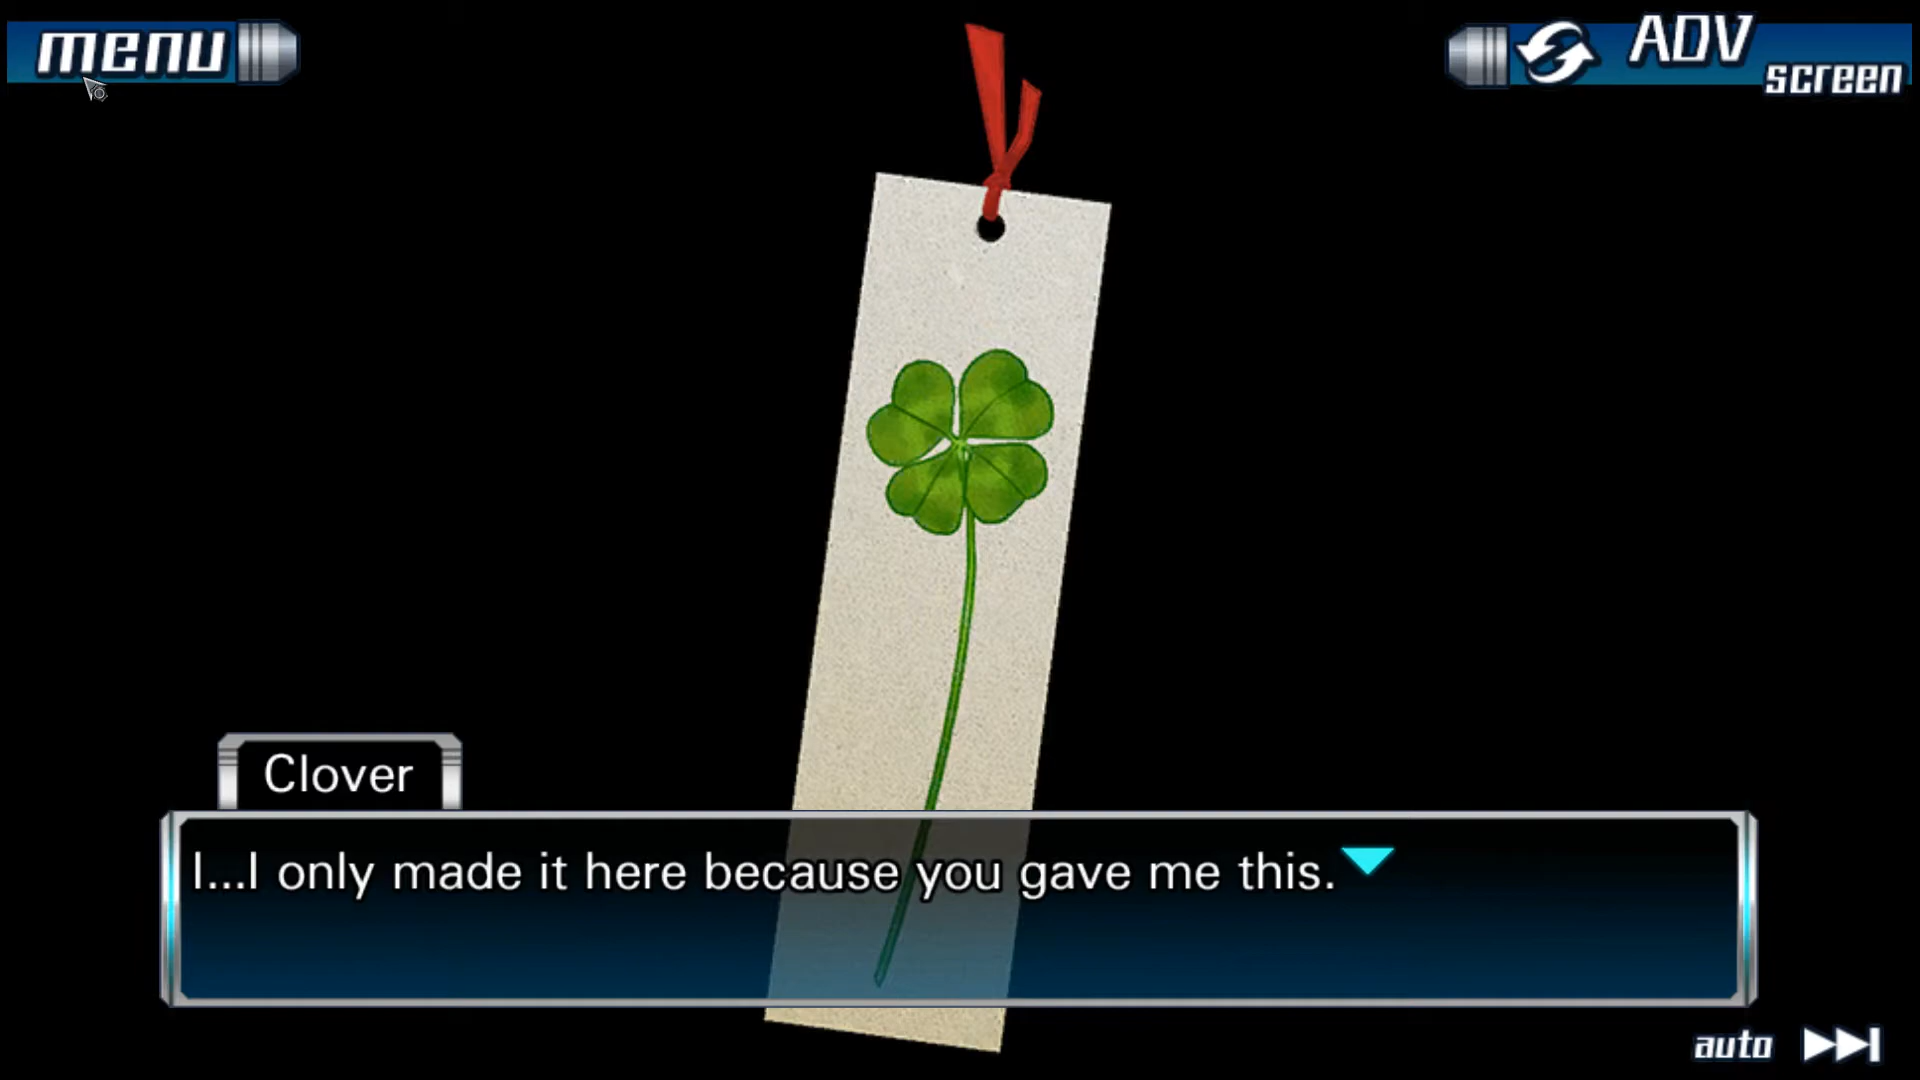 menu
ADV
screen
Clover
I...I only made it here because you gave me this.
auto